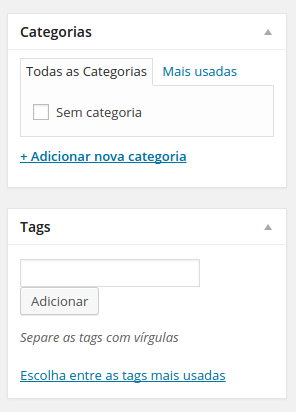 Categorias
Todas as Categorias Mais usadas
Sem categoria
+ Adicionar nova categoria
Tags
Adicionar
Separe as tags com vírgulas
Escolha entre as tags mais usadas